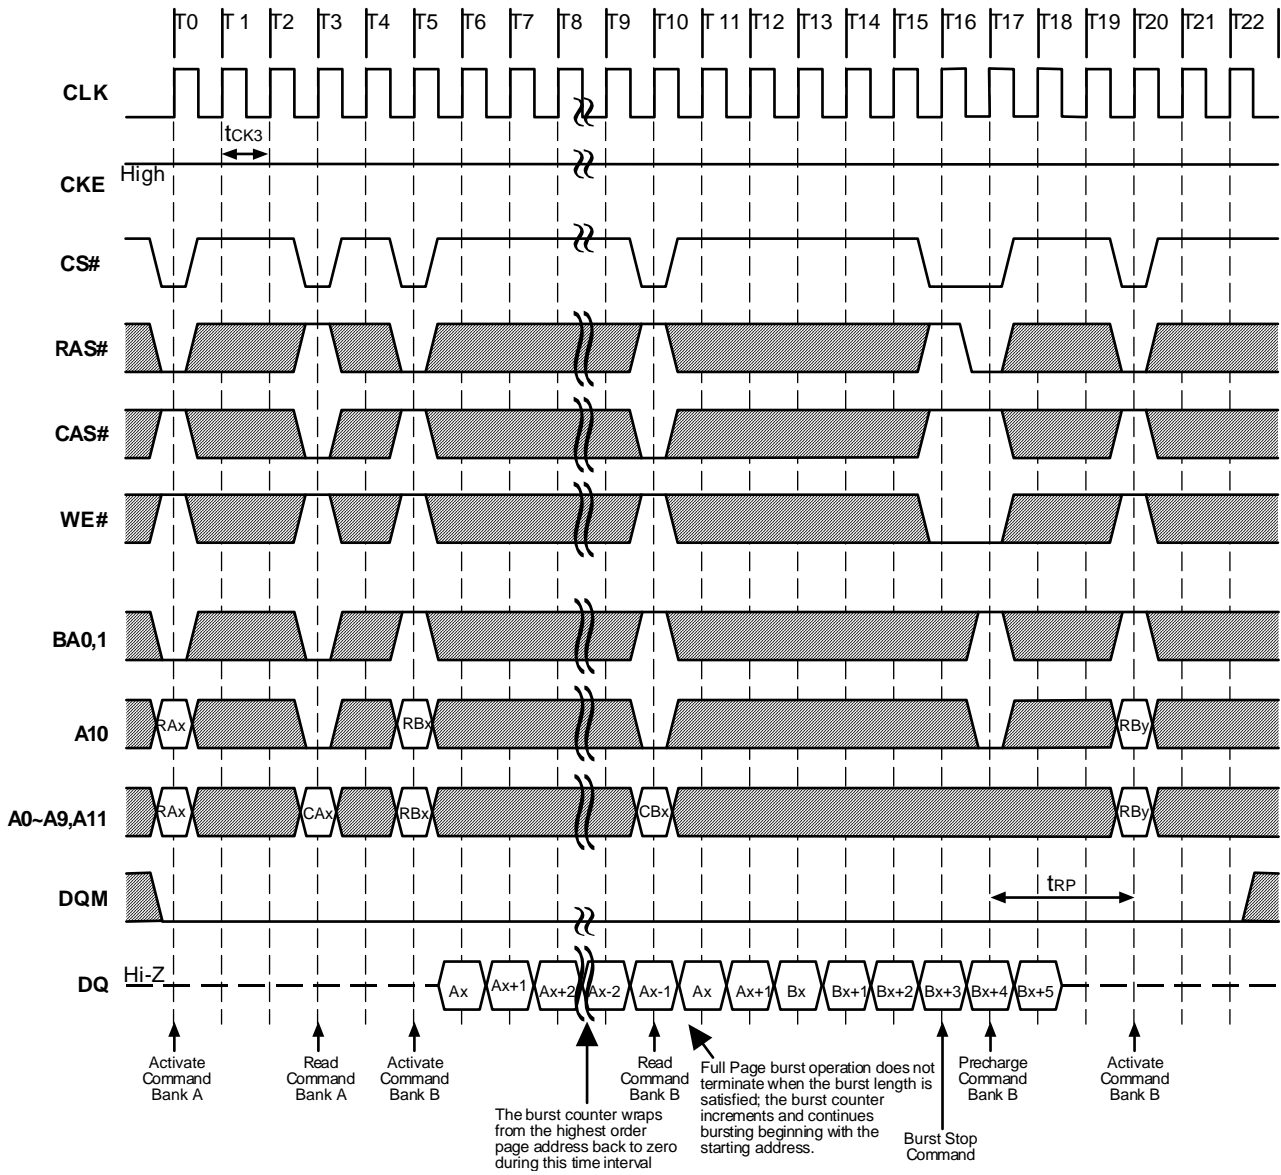 T0 T 1 T2 T3 T4 T5 T6 T7 T8 T9 T10 T 11 T12 T13 T14 T15 T16 T17 T18 T19 T20 T21 T22
CLK
tCK3
High
CKE
CS#
RAS#
CAS#
WE#
BA0,1
A10
RAx RBx RBy
A0~A9,A11
RAx CAx RBx CBx RBy
DQM
tRP
DQ
Hi-Z
Ax Ax+1 Ax+2 Ax-2 Ax-1 Ax Ax+1 Bx Bx+1 Bx+2 Bx+3 Bx+4 Bx+5
Activate
Command
Bank A
Read
Command
Bank A
Activate
Command
Bank B
The burst counter wraps
from the highest order
page address back to zero
during this time interval
Read
Command
Bank B
Full Page burst operation does not
terminate when the burst length is
satisfied; the burst counter
increments and continues
bursting beginning with the
starting address.
Burst Stop
Command
Precharge
Command
Bank B
Activate
Command
Bank B